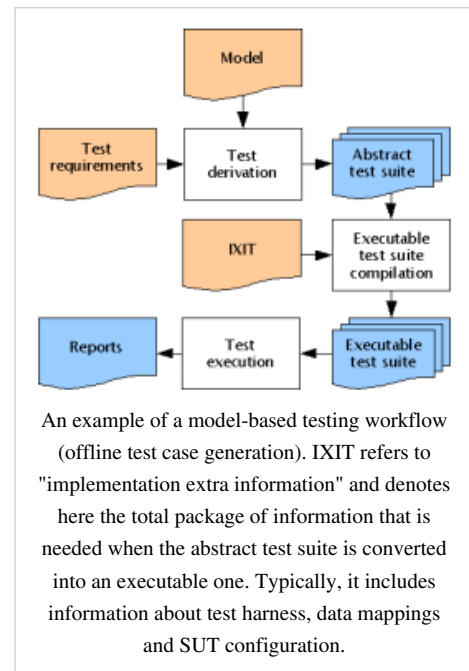 Model
Test
requirements
Test
derivation
Abstract
test suite
IXIT
Executable
test suite
compilation
Reports
Test
execution
Executable
test suite
An example of a model-based testing workflow
(offline test case generation). IXIT refers to
"implementation extra information" and denotes
here the total package of information that is
needed when the abstract test suite is converted
into an executable one. Typically, it includes
information about test harness, data mappings
and SUT configuration.